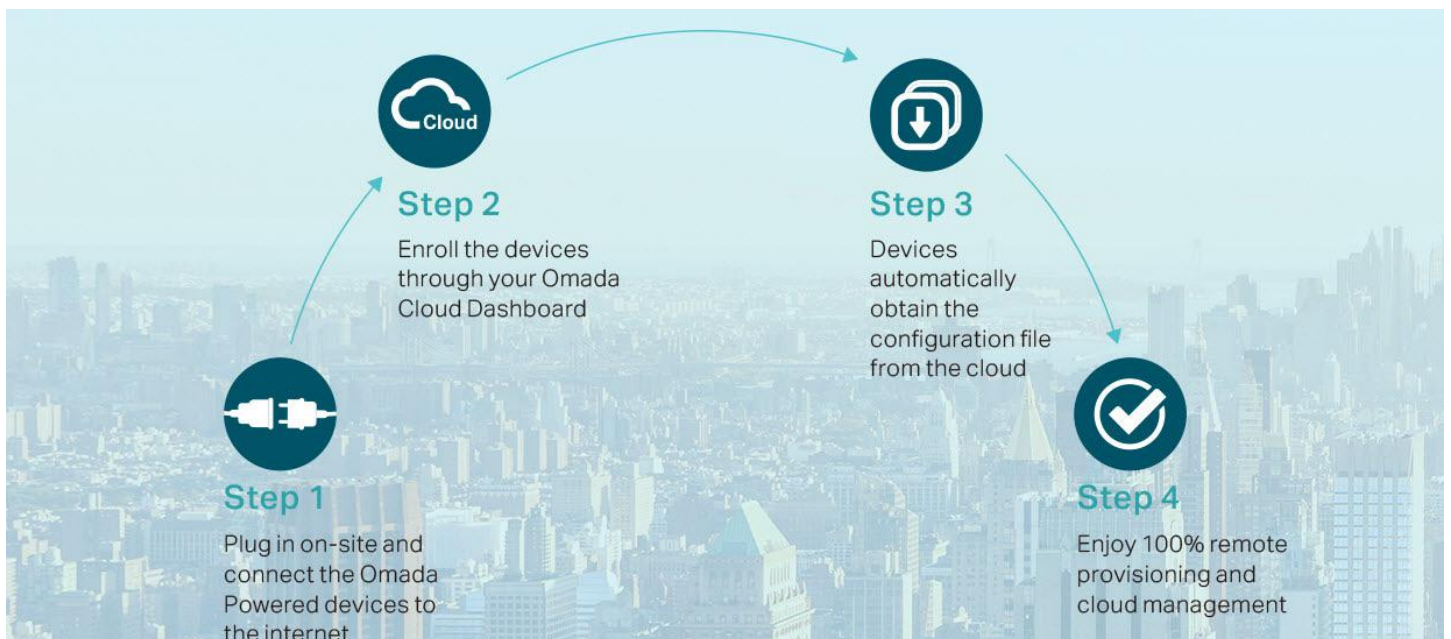 Cloud
Step 1
Plug in on-site and
connect the Omada
Powered devices to
the internet
Step 2
Enroll the devices
through your Omada
Cloud Dashboard
Step 3
Devices
automatically
obtain the
configuration file
from the cloud
Step 4
Enjoy 100% remote
provisioning and
cloud management